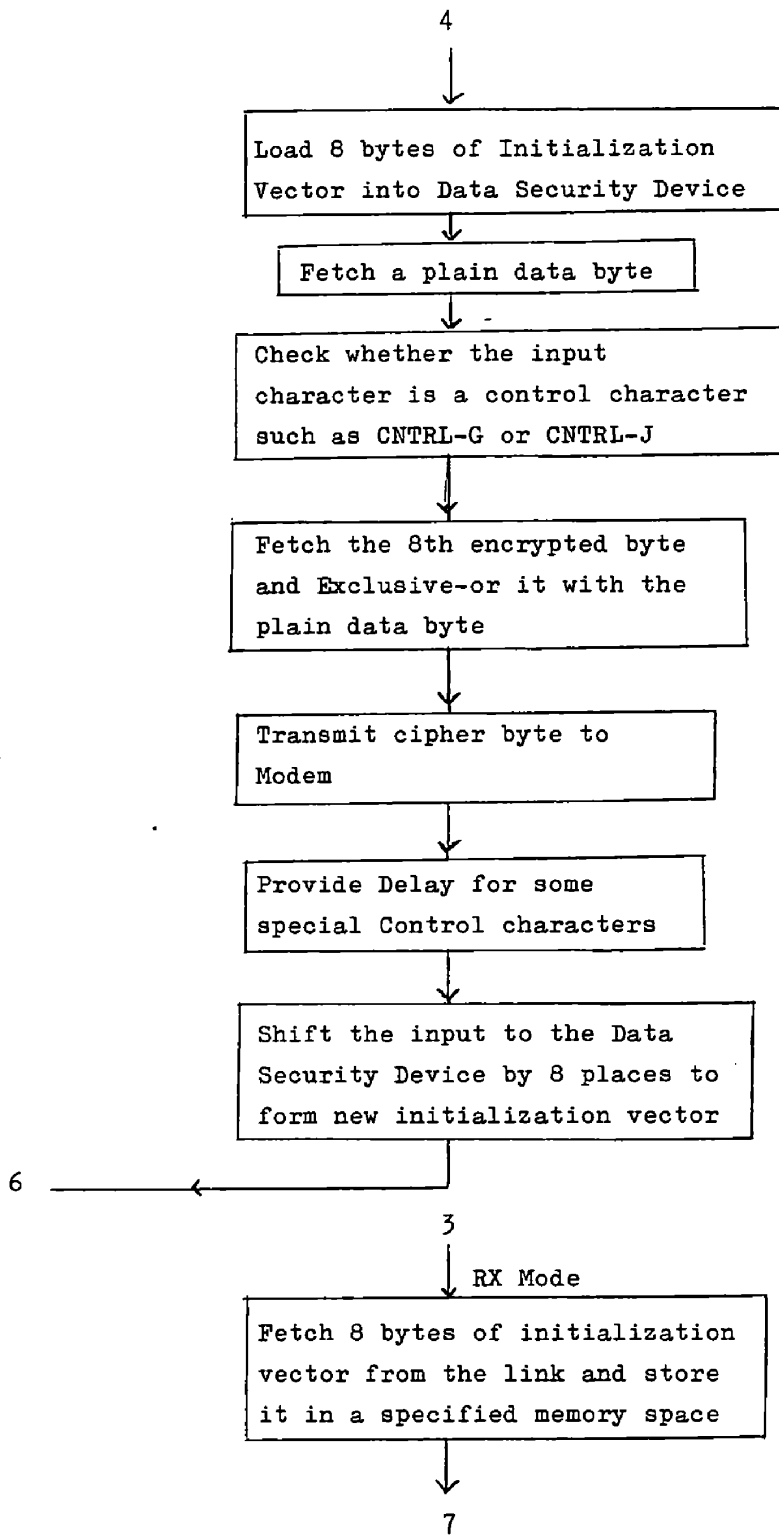 4
Load 8 bytes of Initialization
Vector into Data Security Device
Fetch a plain data byte
Check whether the input
character is a control character
such as CNTRL-G or CNTRL-J
Fetch the 8th encrypted byte
and Exclusive-or it with the
plain data byte
Transmit cipher byte to
Modem
Provide Delay for some
special Control characters
Shift the input to the Data
Security Device by 8 places to
form new initialization vector
6
3
RX Mode
Fetch 8 bytes of initialization
vector from the link and store
it in a specified memory space
7